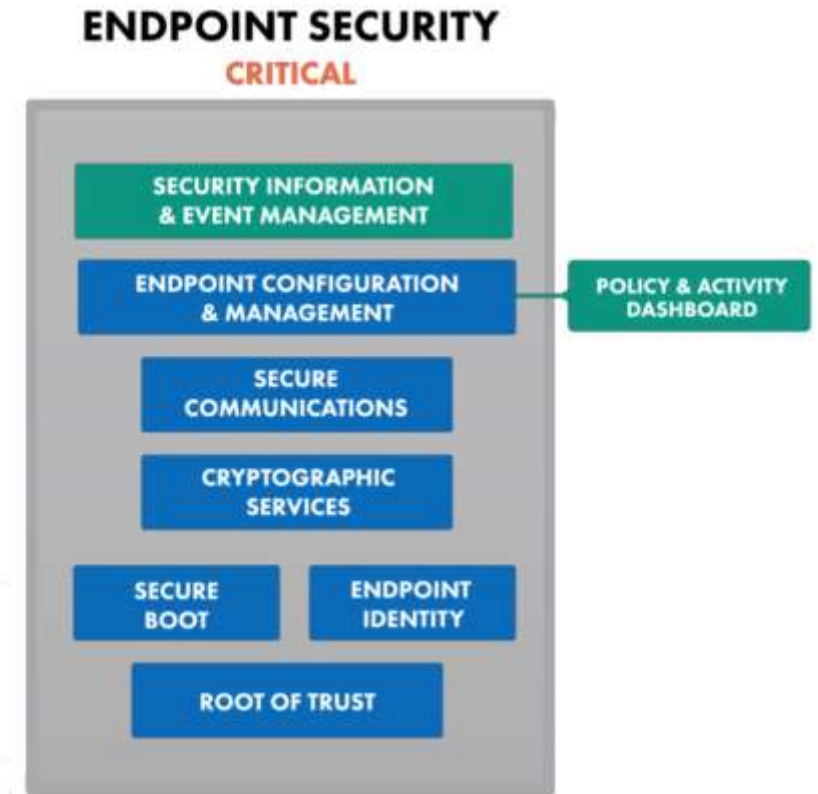 ENDPOINT SECURITY
CRITICAL
SECURITY INFORMATION
& EVENT MANAGEMENT
ENDPOINT CONFIGURATION
& MANAGEMENT
POLICY & ACTIVITY
DASHBOARD
SECURE
COMMUNICATIONS
CRYPTOGRAPHIC
SERVICES
SECURE
BOOT
ENDPOINT
IDENTITY
ROOT OF TRUST